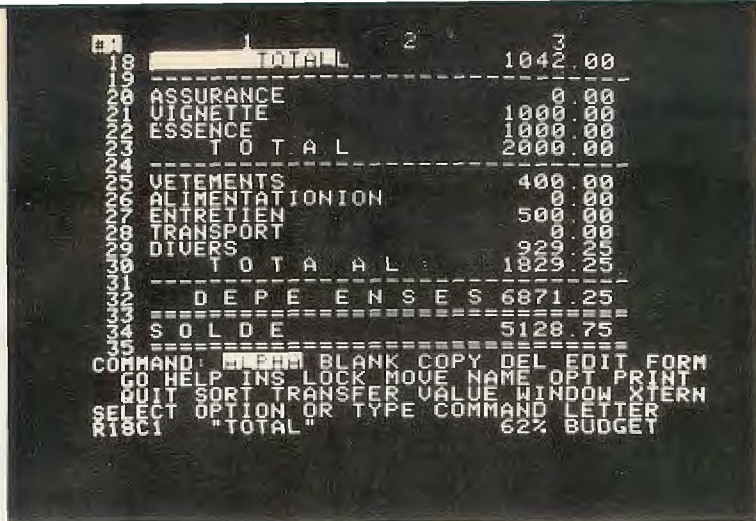 #1 1 2 3
18 TOTALL 1042.00
19 --------------------------------
20 ASSURANCE 0.00
21 VIGNETTE 1000.00
22 ESSENCE 1000.00
23 T O T A L 2000.00
24 --------------------------------
25 VETEMENTS 400.00
26 ALIMENTATIONION 0.00
27 ENTRETIEN 500.00
28 TRANSPORT 0.00
29 DIVERS 929.25
30 T O T A A L 1829.25
31 --------------------------------
32 D E P E E N S E S 6871.25
33 ================================
34 S O L D E 5128.75
35 ================================
COMMAND: ALPHA BLANK COPY DEL EDIT FORM
GO HELP INS LOCK MOVE NAME OPT PRINT
QUIT SORT TRANSFER VALUE WINDOW XTERN
SELECT OPTION OR TYPE COMMAND LETTER
R18C1 "TOTAL" 62% BUDGET